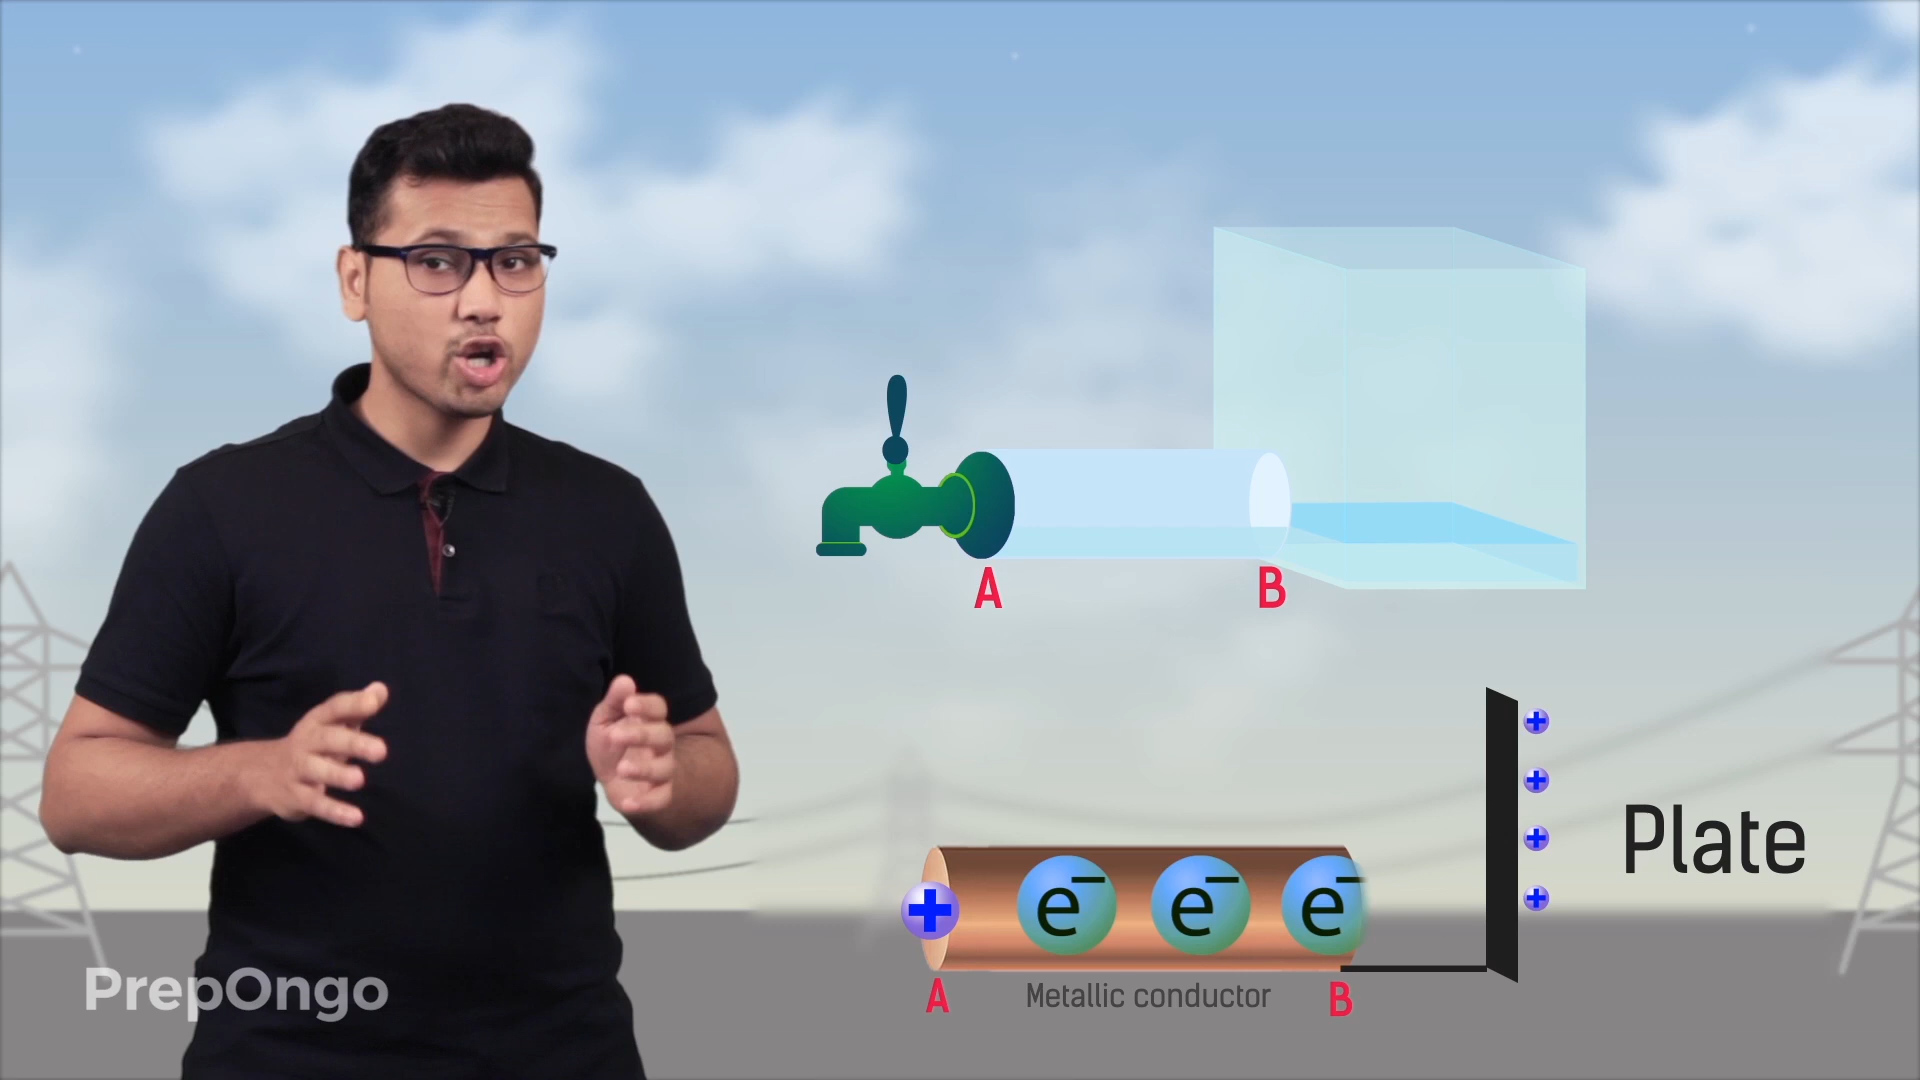 A B
+
+
+
+
Plate
+ e– e– e–
A Metallic conductor B
PrepOngo